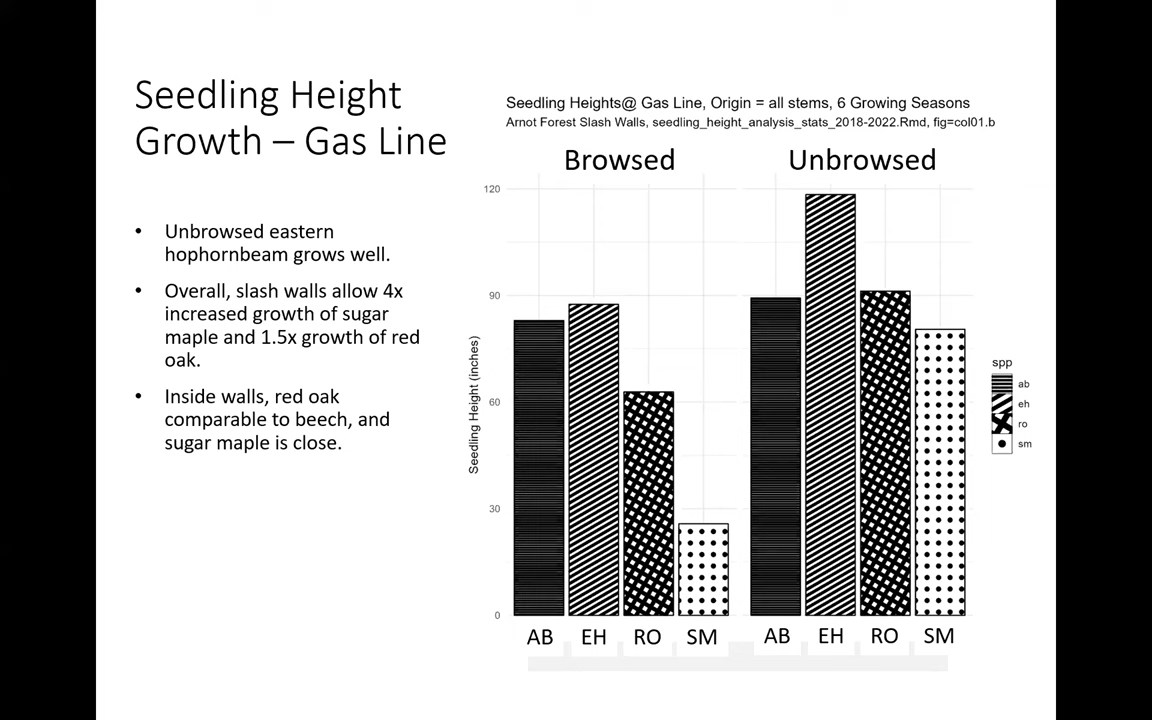 Seedling Height
Growth – Gas Line
• Unbrowsed eastern
hophornbeam grows well.
• Overall, slash walls allow 4x
increased growth of sugar
maple and 1.5x growth of red
oak.
• Inside walls, red oak
comparable to beech, and
sugar maple is close.
Seedling Heights@ Gas Line, Origin = all stems, 6 Growing Seasons
Arnot Forest Slash Walls, seedling_height_analysis_stats_2018-2022.Rmd, fig=col01.b
Browsed
Unbrowsed
Seedling Height (inches)
120
90
60
30
0
AB EH RO SM
AB EH RO SM
spp
ab
eh
ro
sm